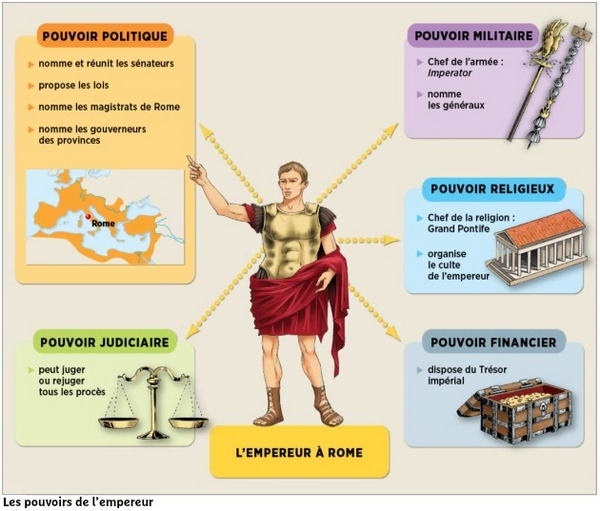 POUVOIR POLITIQUE
nomme et réunit les sénateurs
propose les lois
nomme les magistrats de Rome
nomme les gouverneurs
des provinces
Rome
POUVOIR MILITAIRE
Chef de l'armée :
Imperator
nomme
les généraux
POUVOIR RELIGIEUX
Chef de la religion :
Grand Pontife
organise
le culte
de l'empereur
POUVOIR JUDICIAIRE
peut juger
ou rejuger
tous les procès
POUVOIR FINANCIER
dispose du Trésor
impérial
L'EMPEREUR À ROME
Les pouvoirs de l'empereur